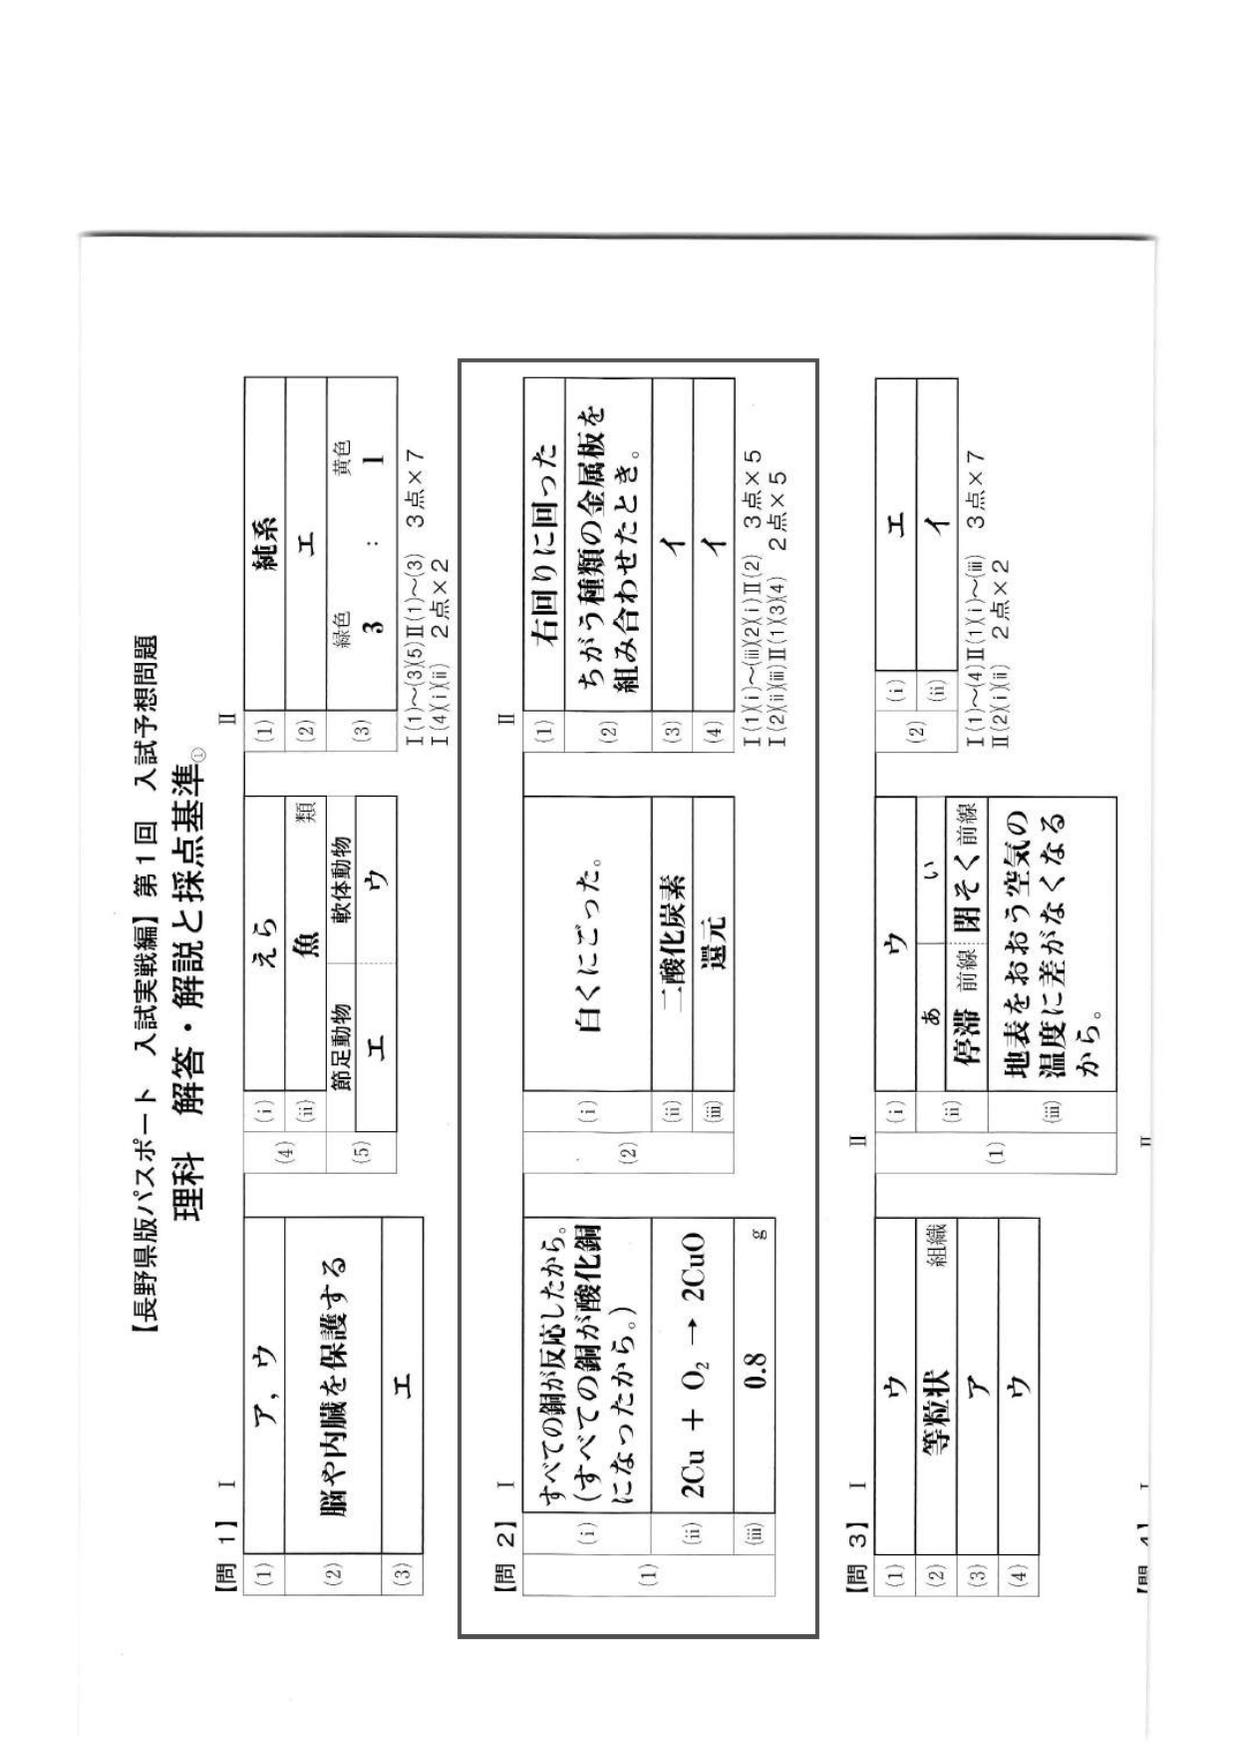 【長野県版パスポート 入試実戦編】第1回 入試予想問題
理科 解答・解説と採点基準①
【問 1】 I
(1) ア, ウ
(2) 脳や内臓を保護する
(3) エ
(4) (i) えら
(ii) 魚 類
(5) 節足動物 軟体動物
エ ウ
II
(1) 純系
(2) エ
(3) 緑色 黄色
3 : 1
I(1)~(3)(5)II(1)~(3) 3点×7
I(4)(i)(ii) 2点×2
【問 2】 I
(1) (i) すべての銅が反応したから。
(すべての銅が酸化銅
になったから。)
(ii) 2Cu + O₂ → 2CuO
(iii) 0.8 g
(2) (i) 白くにごった。
(ii) 二酸化炭素
(iii) 還元
II
(1) 右回りに回った
(2) ちがう種類の金属板を
組み合わせたとき。
(3) イ
(4) イ
I(1)(i)~(iii)(2)(i)II(2) 3点×5
I(2)(ii)(iii)II(1)(3)(4) 2点×5
【問 3】 I
(1) ウ
(2) 等粒状 組織
(3) ア
(4) ウ
II
(1) (i) ウ
(ii) あ い
停滞 前線 閉そく 前線
(iii) 地表をおおう空気の
温度に差がなくなる
から。
(2) (i) エ
(ii) イ
I(1)~(4)II(1)(i)~(iii) 3点×7
II(2)(i)(ii) 2点×2